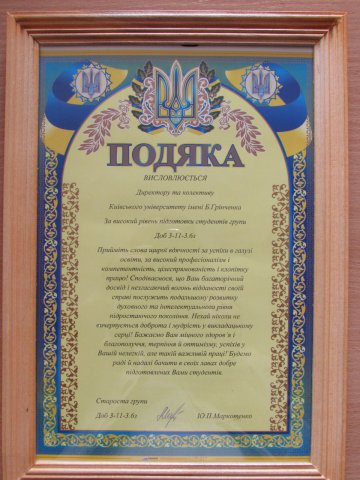 ПОДЯКА
ВИСЛОВЛЮЄТЬСЯ
Директору та колективу
Київського університету імені Б.Грінченка
За високий рівень підготовки студентів групи
Доб 3-11-3.6з
Прийміть слова щирої вдячності за успіхи в галузі
освіти, за високий професіоналізм і
компетентність, цілеспрямованість і клопітку
працю! Сподіваємося, що Ваш багаторічний
досвід і незгасаючий вогонь відданості своїй
справі послужить подальшому розвитку
духовного та інтелектуального рівня
підростаючого покоління. Нехай ніколи не
вичерпується доброта і мудрість у викладацькому
серці! Бажаємо Вам міцного здоров'я і
благополуччя, терпіння й оптимізму, успіхів у
Вашій нелегкій, але такій важливій праці! Будемо
раді й надалі бачити в своїх лавах добре
підготовлених Вами студентів.
Староста групи
Доб 3-11-3.6з Ю.П.Маркотенко